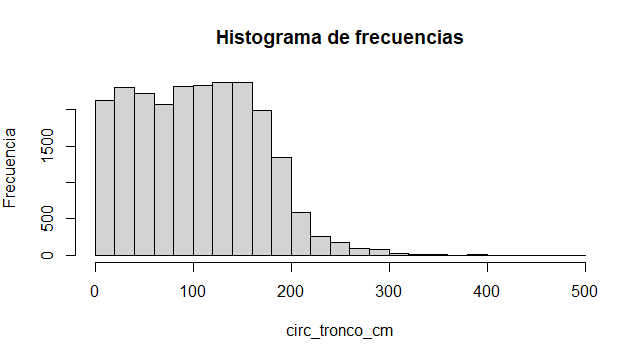 Histograma de frecuencias
Frecuencia
1500
500
0
0 100 200 300 400 500
circ_tronco_cm